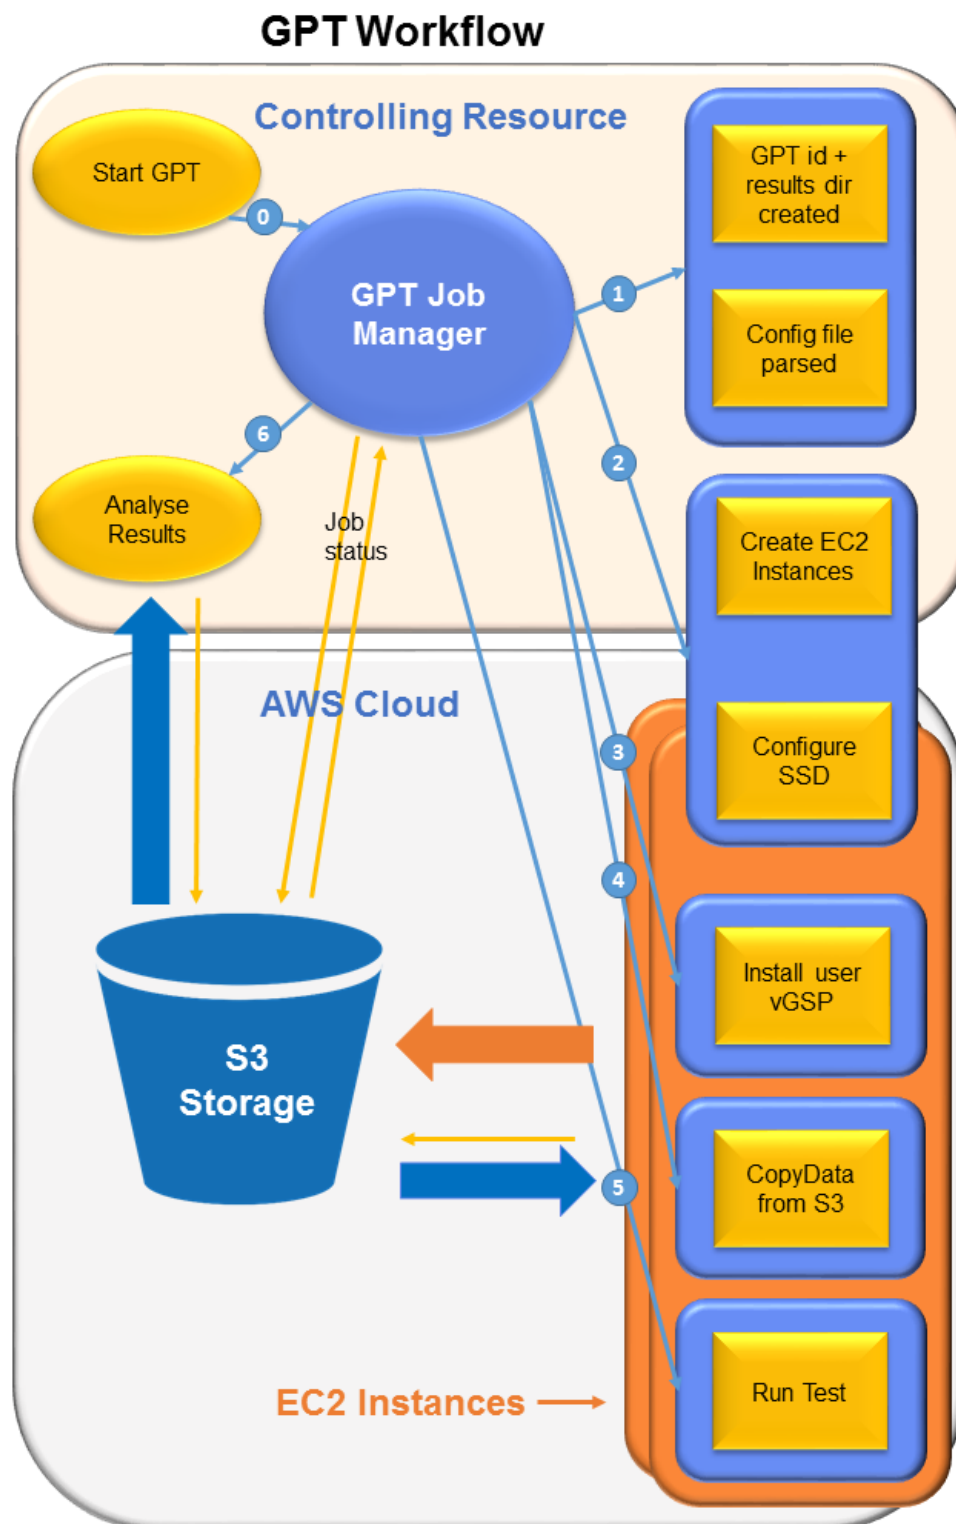 GPT Workflow
Controlling Resource
Start GPT
0
GPT Job
Manager
1
GPT id +
results dir
created
Config file
parsed
6
2
Analyse
Results
Job
status
Create EC2
Instances
AWS Cloud
3
Configure
SSD
4
Install user
vGSP
S3
Storage
5
CopyData
from S3
EC2 Instances
Run Test